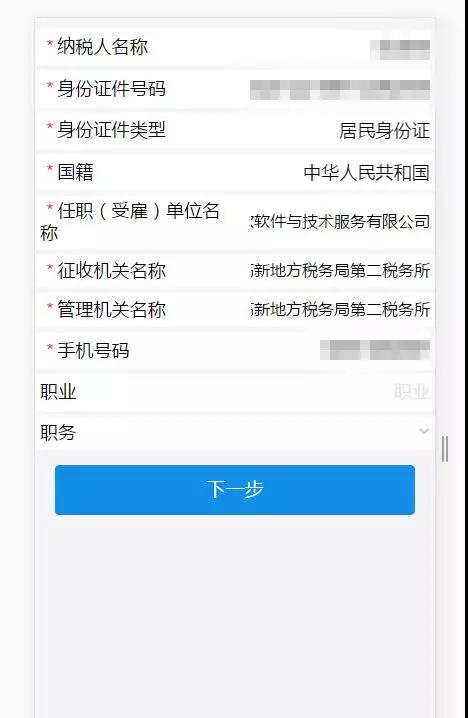 * 纳税人名称
* 身份证件号码
* 身份证件类型 居民身份证
* 国籍 中华人民共和国
* 任职（受雇）单位名
称 软件与技术服务有限公司
* 征收机关名称 新地方税务局第二税务所
* 管理机关名称 新地方税务局第二税务所
* 手机号码
职业 职业
职务
下一步